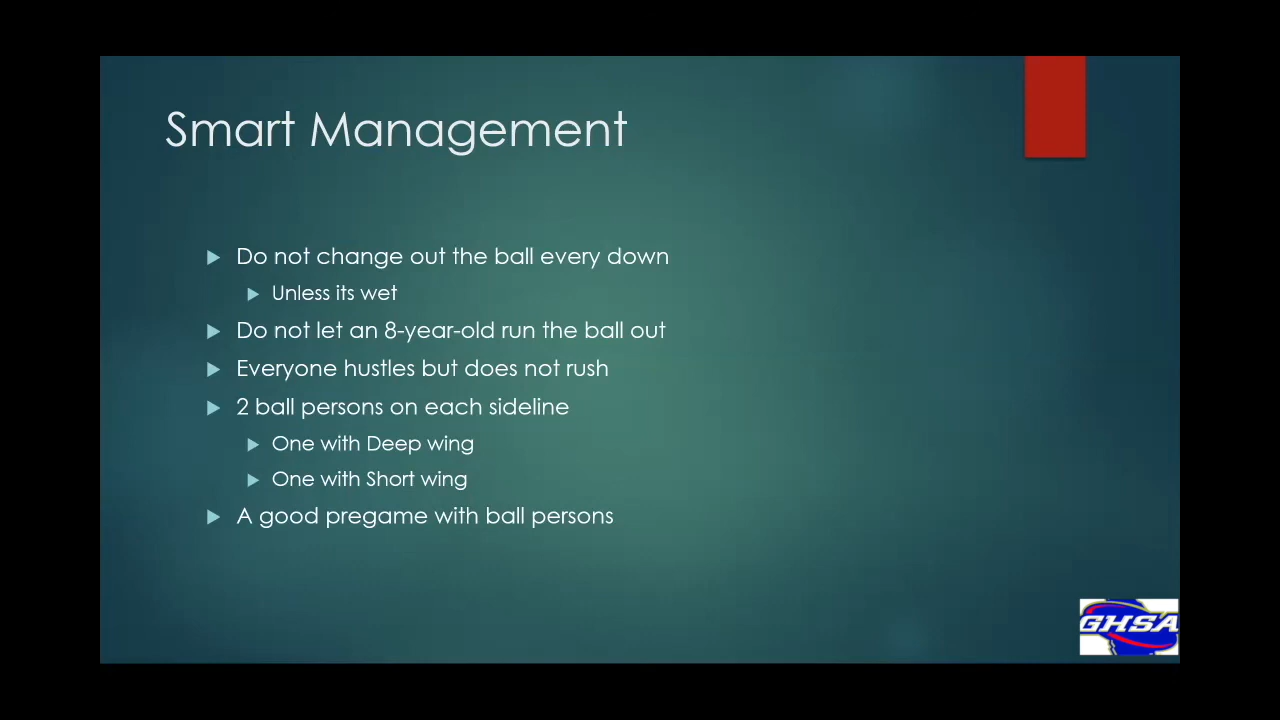 Smart Management
Do not change out the ball every down
Unless its wet
Do not let an 8-year-old run the ball out
Everyone hustles but does not rush
2 ball persons on each sideline
One with Deep wing
One with Short wing
A good pregame with ball persons
GHSA